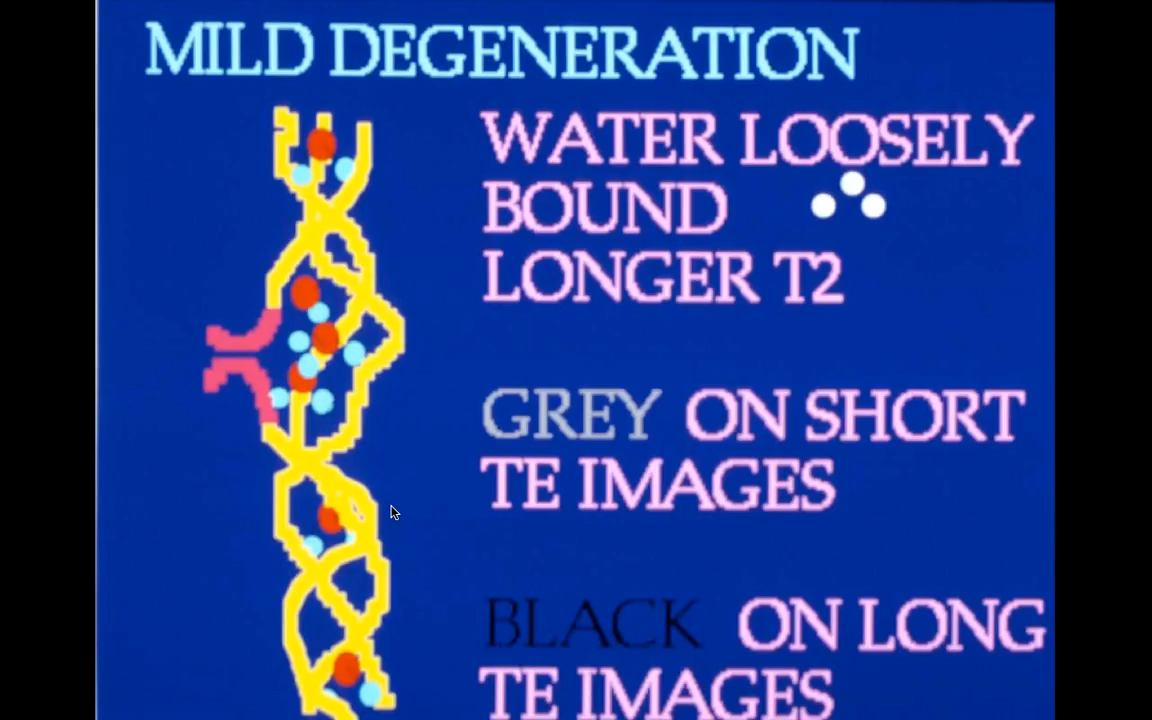 MILD DEGENERATION
WATER LOOSELY
BOUND
LONGER T2
GREY ON SHORT
TE IMAGES
BLACK ON LONG
TE IMAGES